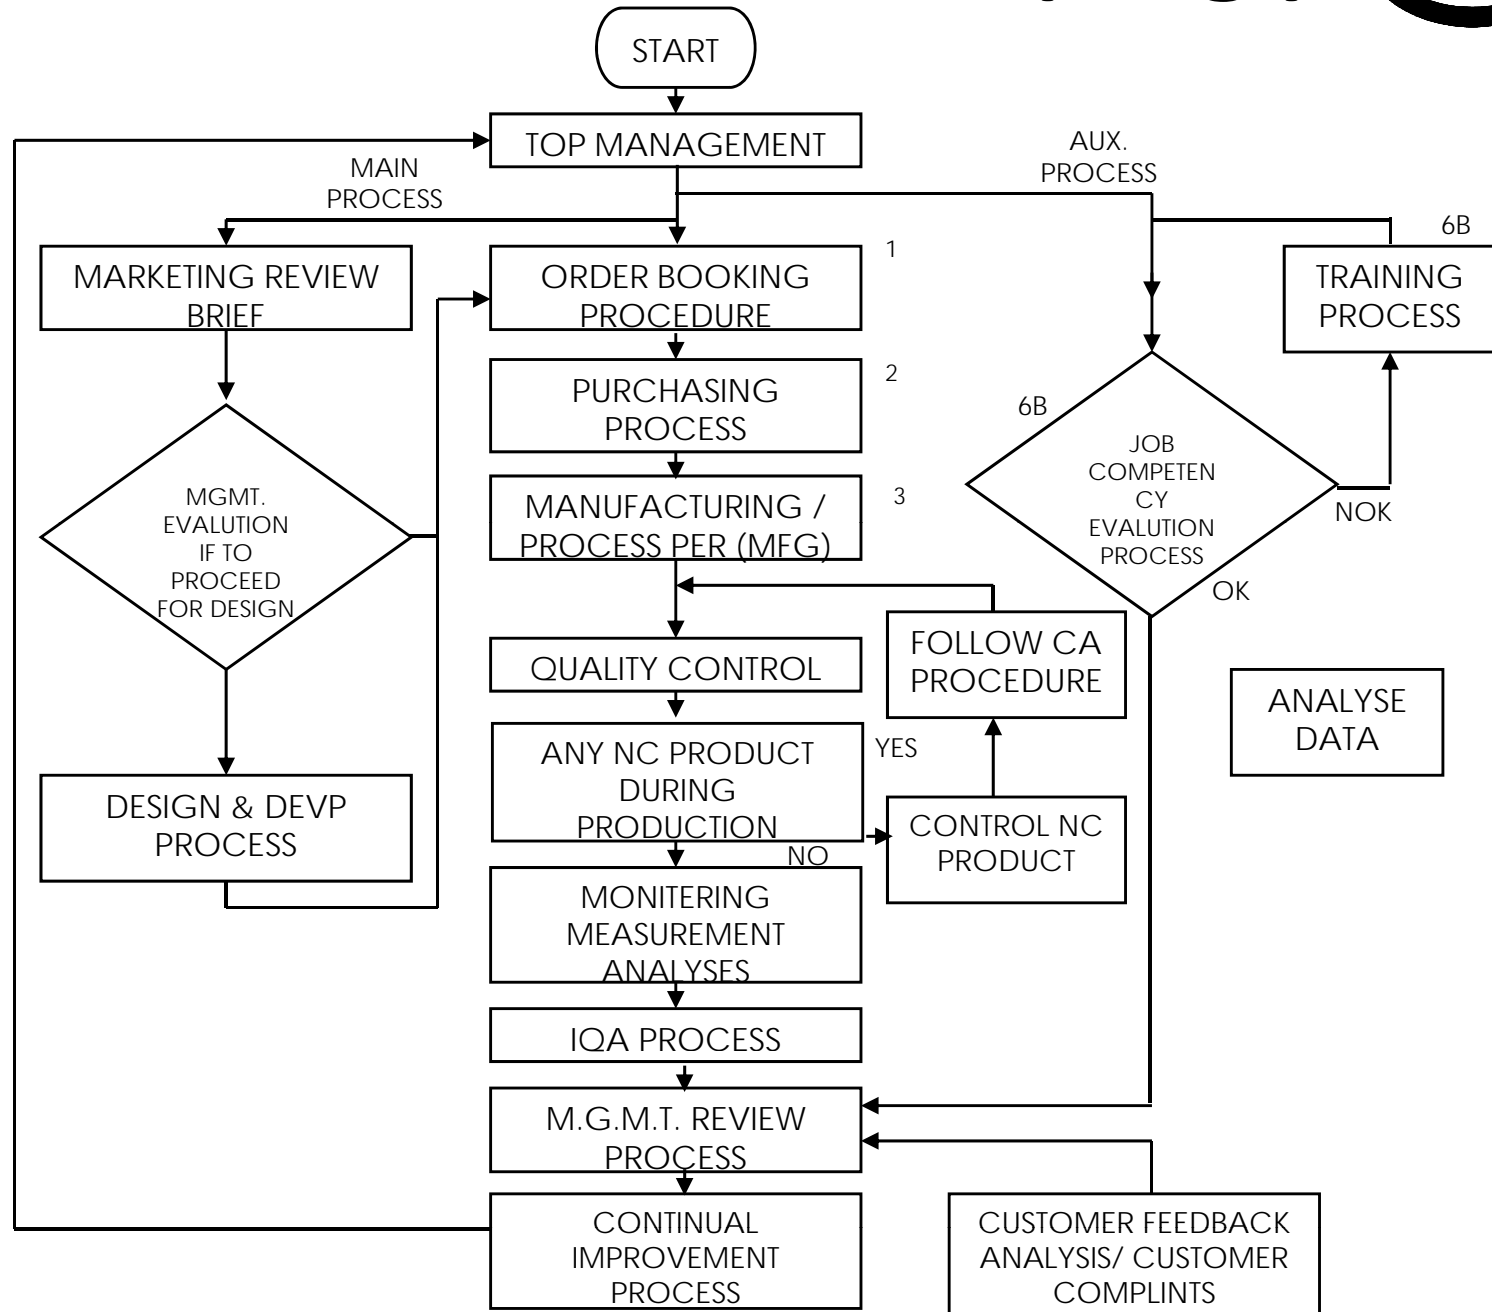 START
TOP MANAGEMENT
MAIN
PROCESS
AUX.
PROCESS
MARKETING REVIEW
BRIEF
ORDER BOOKING
PROCEDURE
1
6B
TRAINING
PROCESS
PURCHASING
PROCESS
2
6B
JOB
COMPETEN
CY
EVALUTION
PROCESS
NOK
OK
MGMT.
EVALUTION
IF TO
PROCEED
FOR DESIGN
MANUFACTURING /
PROCESS PER (MFG)
3
QUALITY CONTROL
FOLLOW CA
PROCEDURE
ANALYSE
DATA
ANY NC PRODUCT
DURING
PRODUCTION
YES
NO
CONTROL NC
PRODUCT
DESIGN & DEVP
PROCESS
MONITERING
MEASUREMENT
ANALYSES
IQA PROCESS
M.G.M.T. REVIEW
PROCESS
CONTINUAL
IMPROVEMENT
PROCESS
CUSTOMER FEEDBACK
ANALYSIS/ CUSTOMER
COMPLINTS